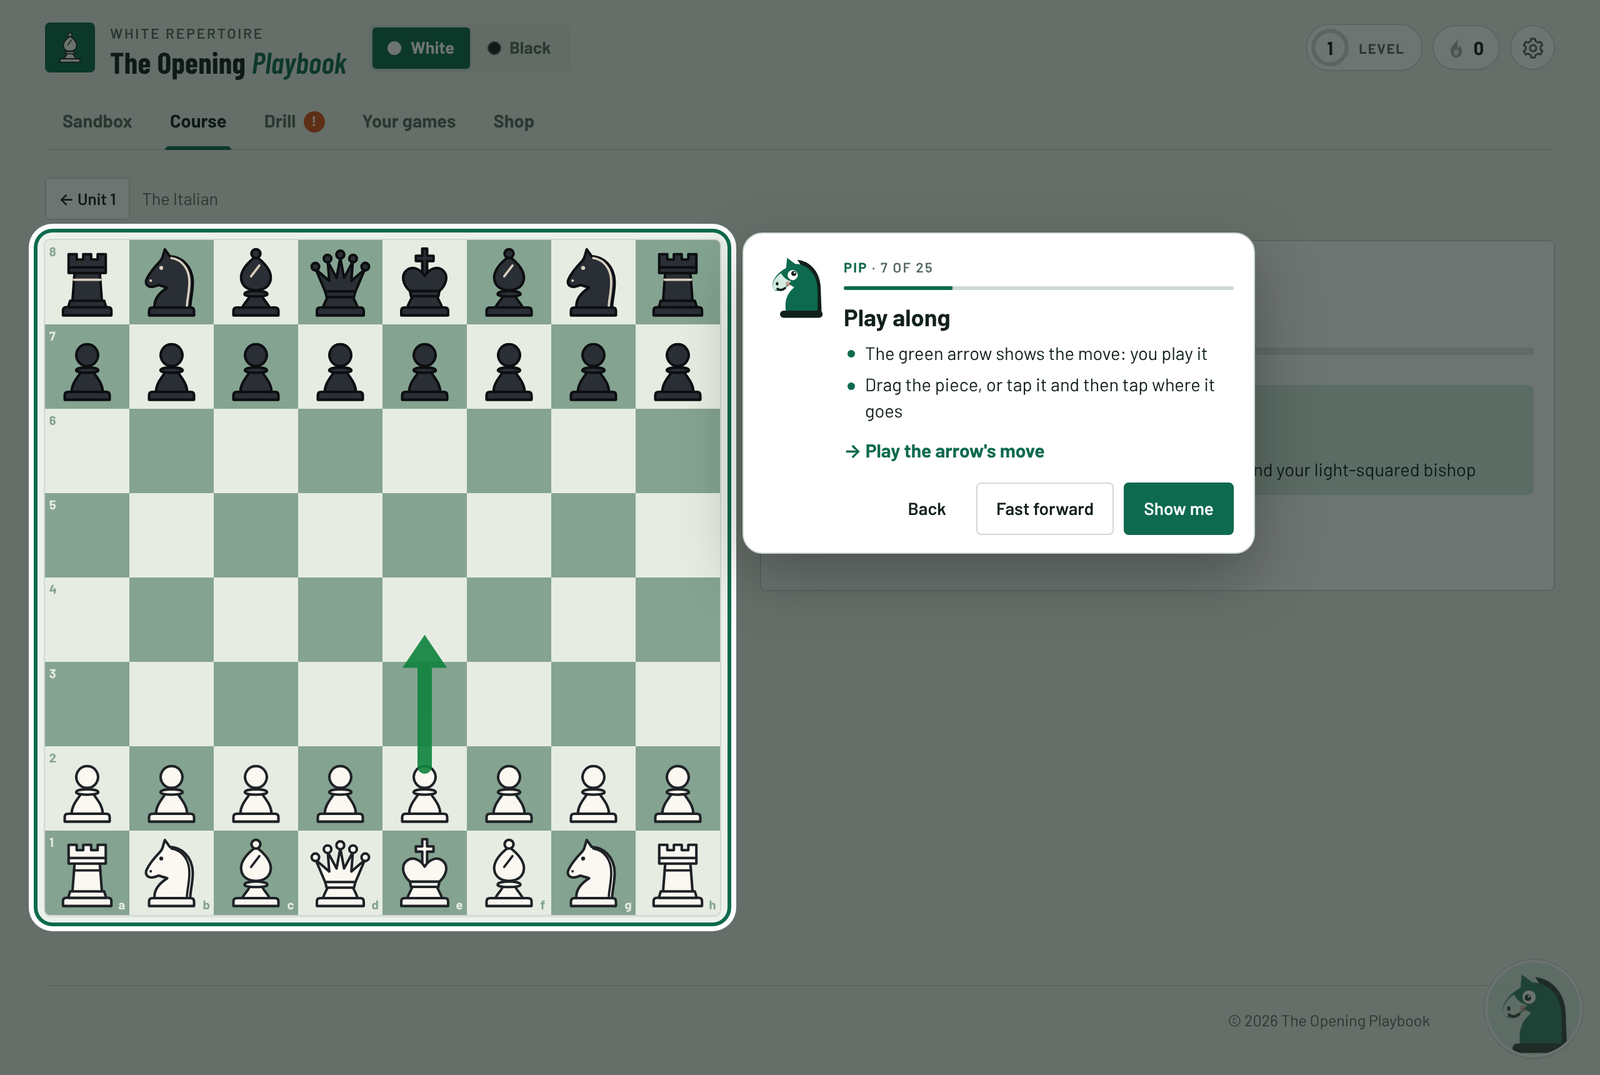 WHITE REPERTOIRE
The Opening Playbook
White
Black
1 LEVEL
0
Sandbox
Course
Drill !
Your games
Shop
← Unit 1
The Italian
8
7
6
5
4
3
2
1
a b c d e f g h
PIP · 7 OF 25
Play along
• The green arrow shows the move: you play it
• Drag the piece, or tap it and then tap where it
goes
→ Play the arrow's move
Back
Fast forward
Show me
nd your light-squared bishop
© 2026 The Opening Playbook